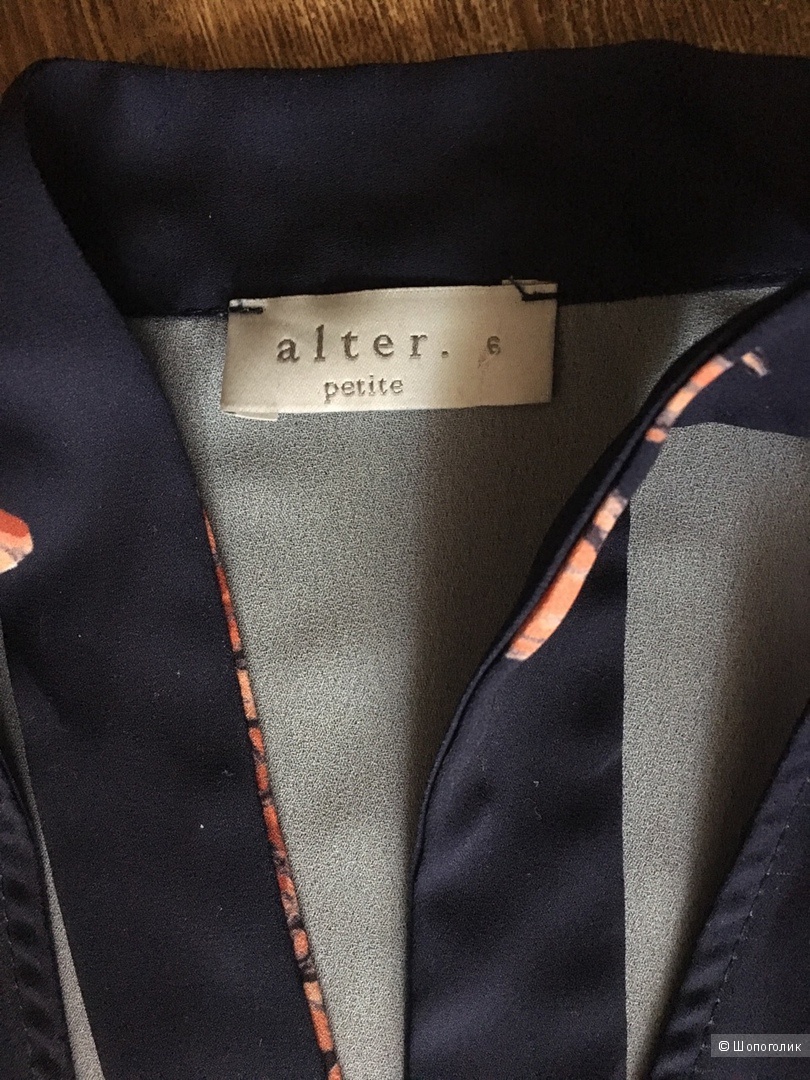 alter. 6
petite
© Шопоголик